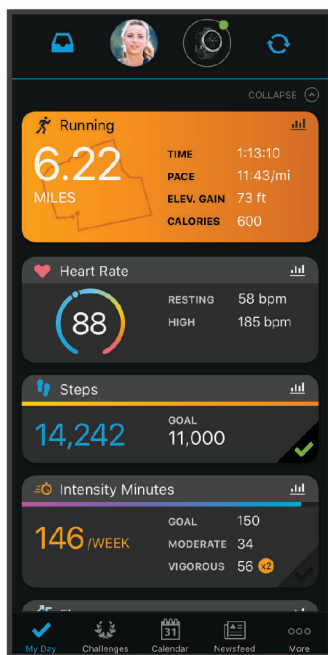 COLLAPSE
Running
6.22
MILES
TIME 1:13:10
PACE 11:43/mi
ELEV. GAIN 73 ft
CALORIES 600
Heart Rate
88
RESTING 58 bpm
HIGH 185 bpm
Steps
14,242
GOAL
11,000
Intensity Minutes
146 /WEEK
GOAL 150
MODERATE 34
VIGOROUS 56 x2
31
My Day Challenges Calendar Newsfeed More